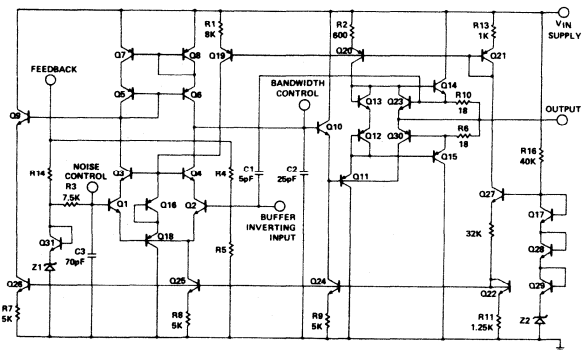 R1
8K
R2
600
R13
1K
VIN
SUPPLY
Q7
Q8
Q19
Q20
Q21
FEEDBACK
BANDWIDTH
CONTROL
Q14
Q5
Q6
Q13
Q23
R10
18
OUTPUT
Q9
Q10
Q12
Q30
R6
18
R16
40K
R14
NOISE
CONTROL
Q3
Q4
R4
C1
5pF
C2
25pF
Q11
Q15
R3
7.5K
Q1
Q16
Q2
Q27
Q17
BUFFER
INVERTING
INPUT
Q31
Q18
C3
70pF
R5
32K
Q28
Z1
Q26
Q25
Q24
Q22
Q29
R7
5K
R8
5K
R9
5K
R11
1.25K
Z2